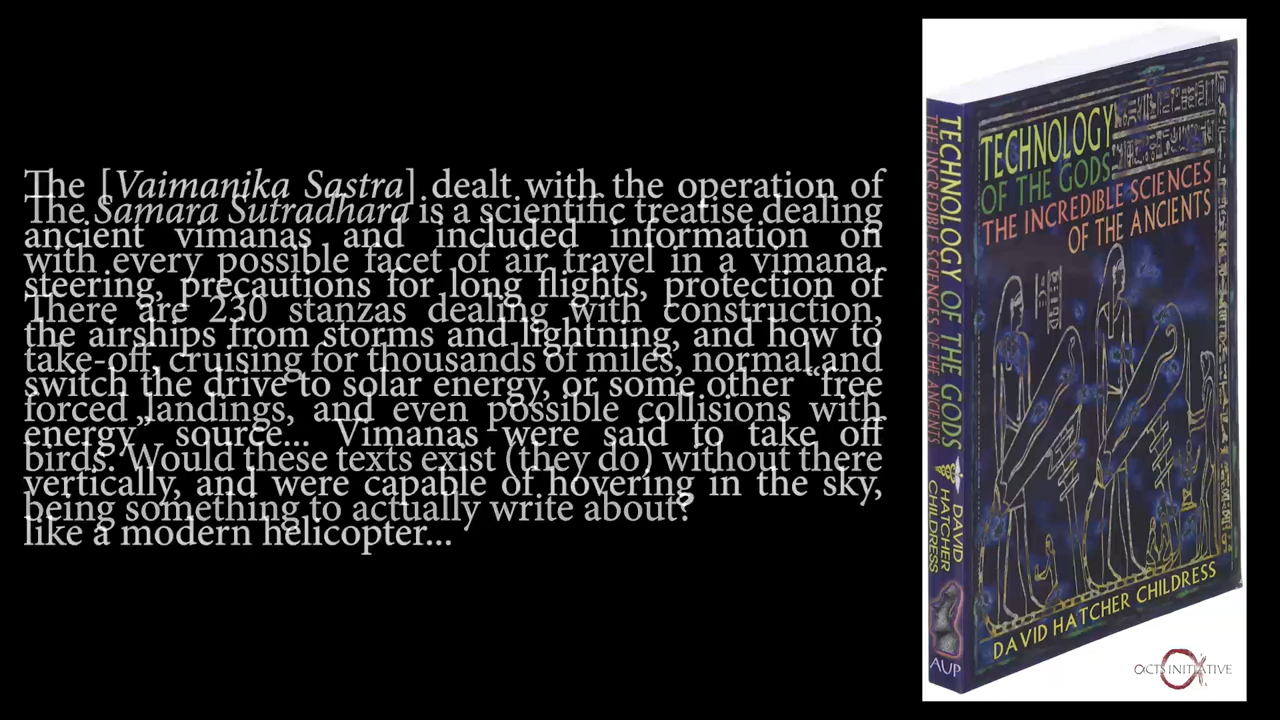 The [Vaimanika Sastra] dealt with the operation of
The Samara Sutradhara is a scientific treatise dealing
ancient vimanas and included information on
with every possible facet of air travel in a vimana.
steering, precautions for long flights, protection of
There are 230 stanzas dealing with construction,
the airships from storms and lightning, and how to
take-off, cruising for thousands of miles, normal and
switch the drive to solar energy, or some other “free
forced landings, and even possible collisions with
energy” source... Vimanas were said to take off
birds. Would these texts exist (they do) without there
vertically, and were capable of hovering in the sky,
being something to actually write about?
like a modern helicopter...
TECHNOLOGY
OF THE GODS
THE INCREDIBLE SCIENCES
OF THE ANCIENTS
DAVID HATCHER CHILDRESS
TECHNOLOGY OF THE GODS
THE INCREDIBLE SCIENCES OF THE ANCIENTS
DAVID
HATCHER
CHILDRESS
AUP
ACTS INITIATIVE